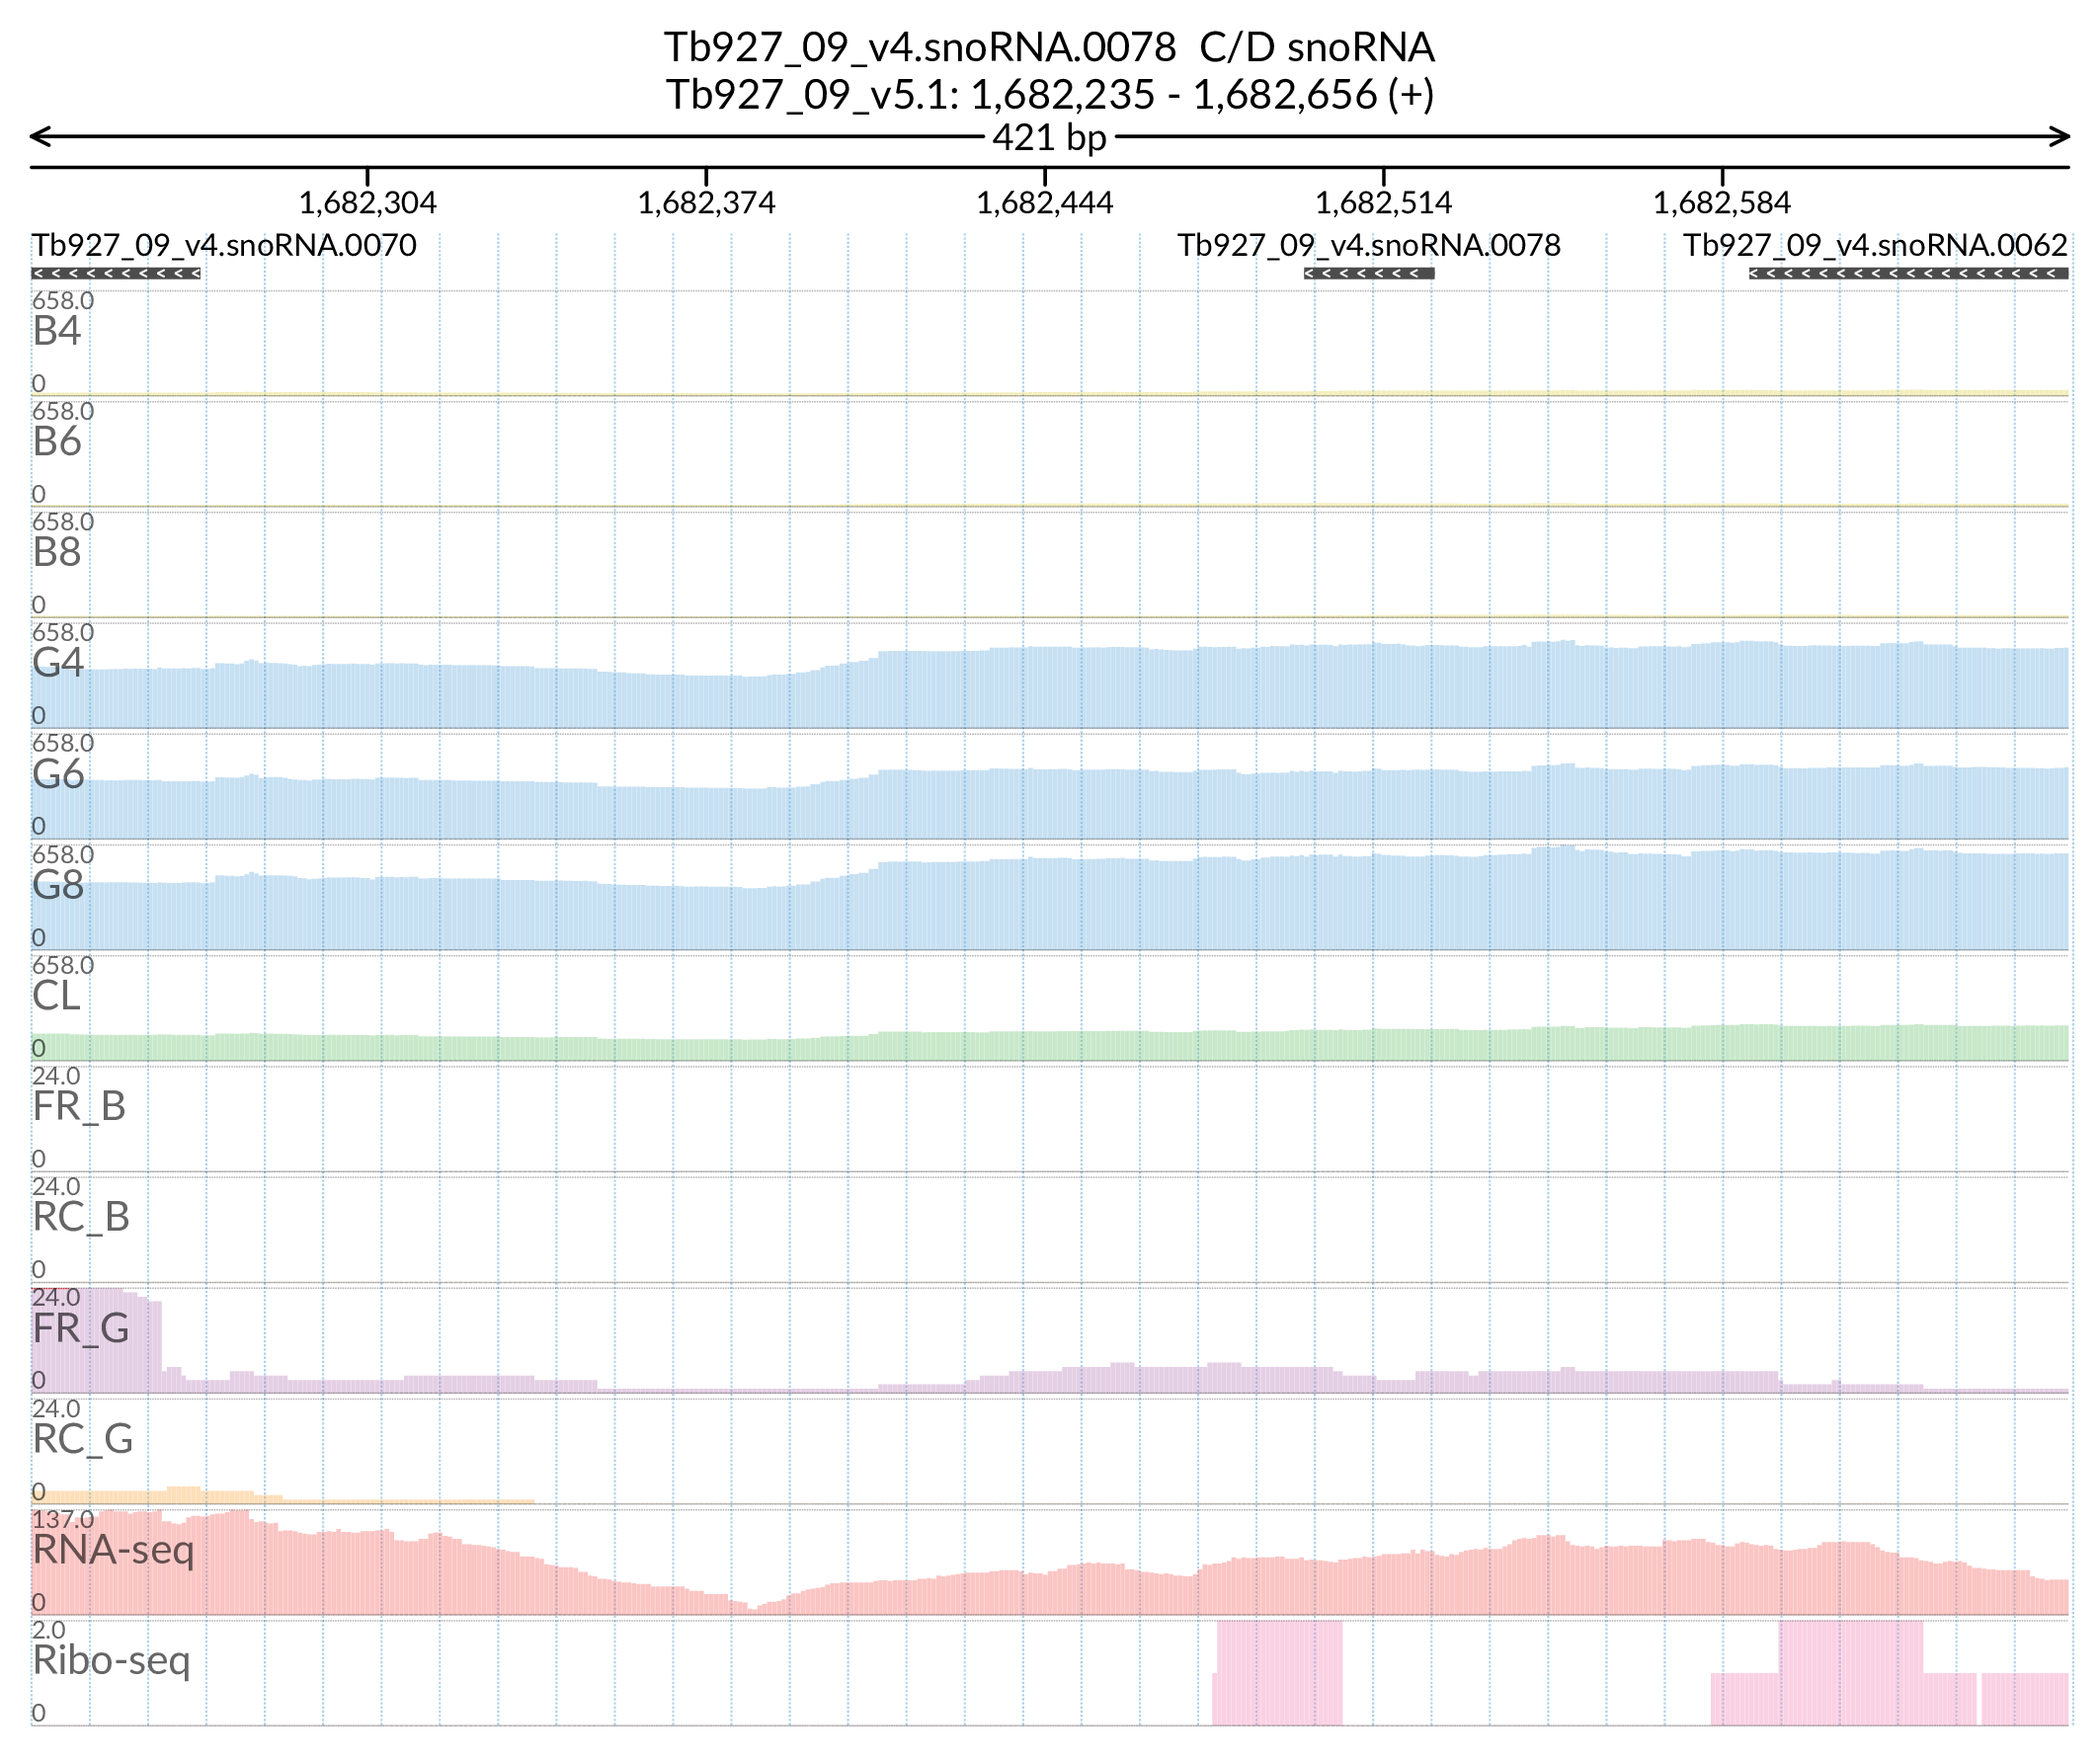 Tb927_09_v4.snoRNA.0078  C/D snoRNA
Tb927_09_v5.1: 1,682,235 - 1,682,656 (+)
421 bp
1,682,304 1,682,374 1,682,444 1,682,514 1,682,584
Tb927_09_v4.snoRNA.0070 Tb927_09_v4.snoRNA.0078 Tb927_09_v4.snoRNA.0062
658.0
B4
0
658.0
B6
0
658.0
B8
0
658.0
G4
0
658.0
G6
0
658.0
G8
0
658.0
CL
0
24.0
FR_B
0
24.0
RC_B
0
24.0
FR_G
0
24.0
RC_G
0
137.0
RNA-seq
0
2.0
Ribo-seq
0